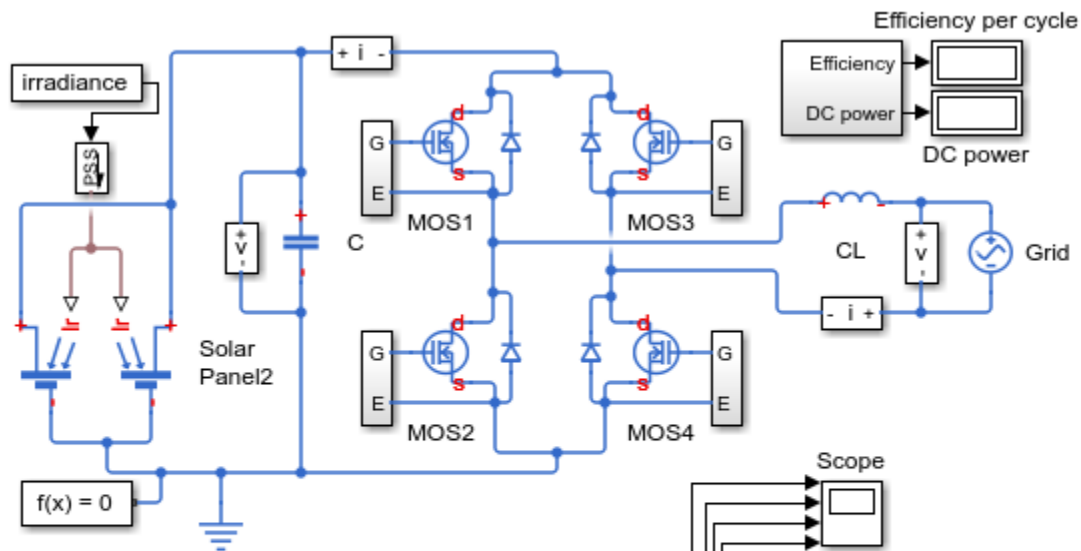 Efficiency per cycle
+ i -
Efficiency
irradiance
DC power
d
d
G
G
PS S
DC power
s
s
E
E
+
MOS1
MOS3
+
-
+ v -
C
+ v -
CL
Grid
-
+
Ir
Ir
+
d
d
- i +
Solar
Panel2
G
G
s
s
E
E
-
-
MOS2
MOS4
Scope
f(x) = 0